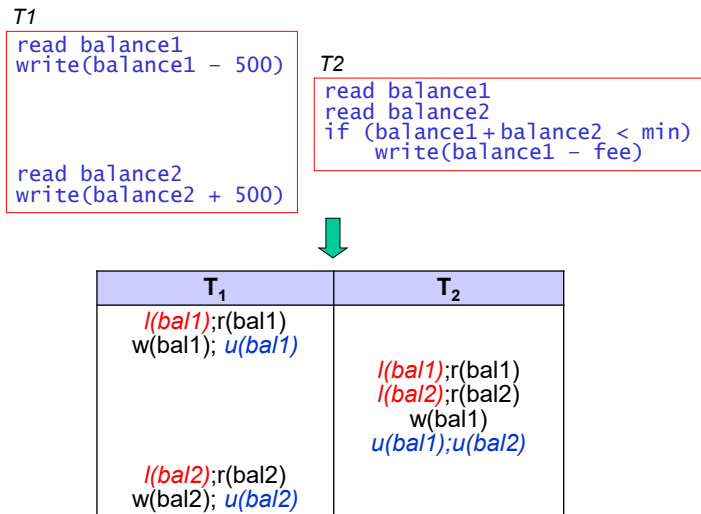 T1
read balance1
write(balance1 – 500)
read balance2
write(balance2 + 500)
T2
read balance1
read balance2
if (balance1 + balance2 < min)
write(balance1 – fee)
T1 T2
l(bal1);r(bal1)
w(bal1); u(bal1)
l(bal1);r(bal1)
l(bal2);r(bal2)
w(bal1)
u(bal1);u(bal2)
l(bal2);r(bal2)
w(bal2); u(bal2)